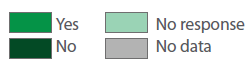 Yes No response
No No data